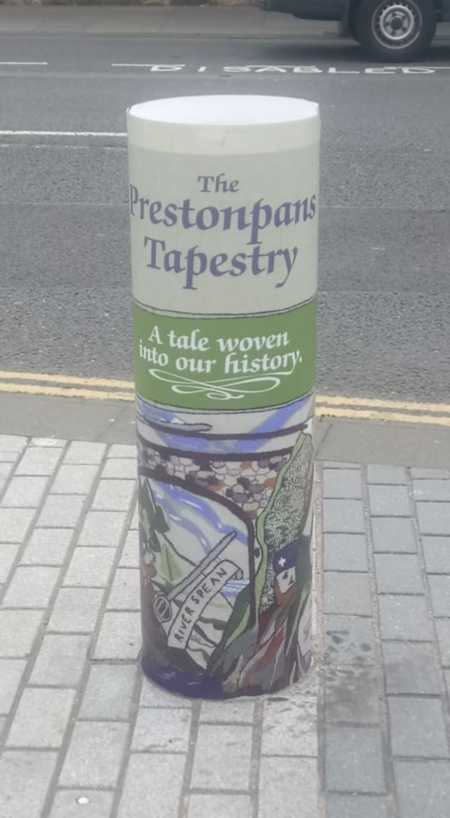 DISABLED
The
Prestonpans
Tapestry
A tale woven
into our history.
RIVER SPEAN